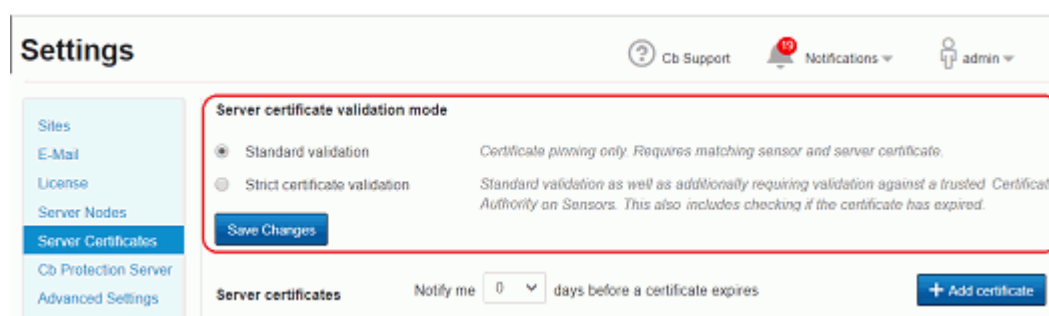 Settings
Cb Support
19
Notifications
admin
Sites
E-Mail
License
Server Nodes
Server Certificates
Cb Protection Server
Advanced Settings
Server certificate validation mode
Standard validation
Certificate pinning only. Requires matching sensor and server certificate.
Strict certificate validation
Standard validation as well as additionally requiring validation against a trusted Certificat
Authority on Sensors. This also includes checking if the certificate has expired.
Save Changes
Server certificates
Notify me 0 days before a certificate expires
+ Add certificate